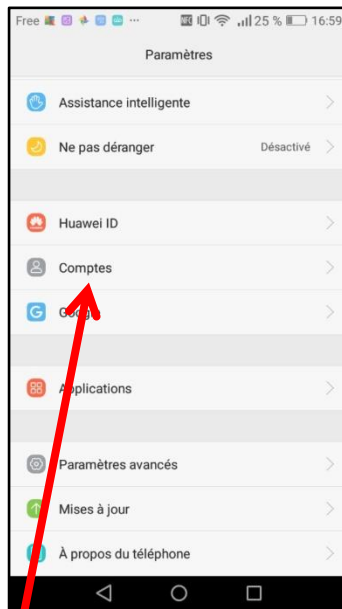 Free ... NFC 25 % 16:59
Paramètres
Assistance intelligente
Ne pas déranger Désactivé
Huawei ID
Comptes
G Google
Applications
Paramètres avancés
Mises à jour
À propos du téléphone